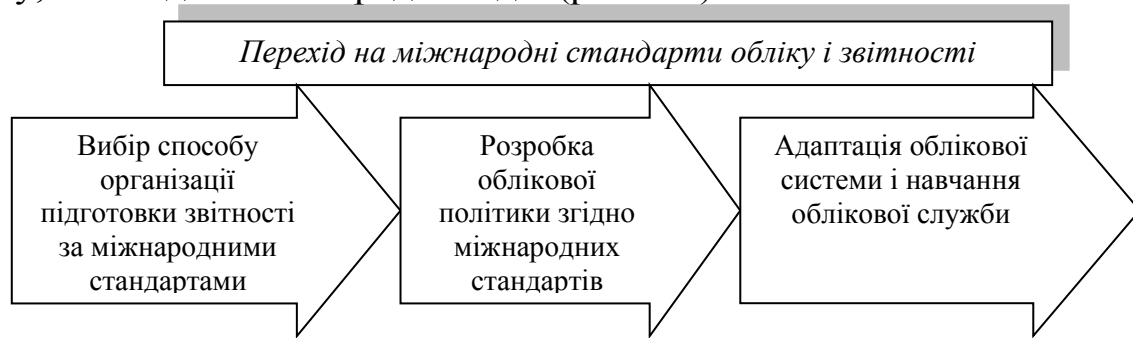 Перехід на міжнародні стандарти обліку і звітності
Вибір способу
організації
підготовки звітності
за міжнародними
стандартами
Розробка
облікової
політики згідно
міжнародних
стандартів
Адаптація облікової
системи і навчання
облікової служби